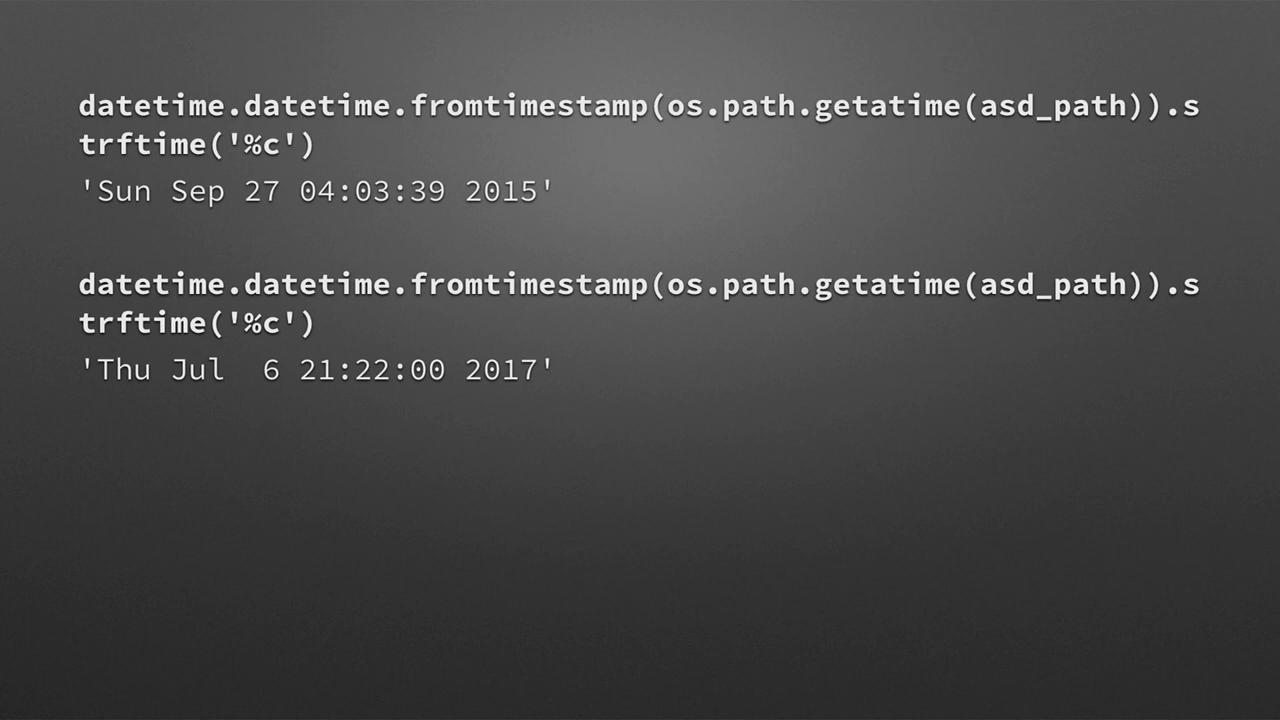 datetime.datetime.fromtimestamp(os.path.getatime(asd_path)).s
trftime('%c')
'Sun Sep 27 04:03:39 2015'
datetime.datetime.fromtimestamp(os.path.getatime(asd_path)).s
trftime('%c')
'Thu Jul  6 21:22:00 2017'